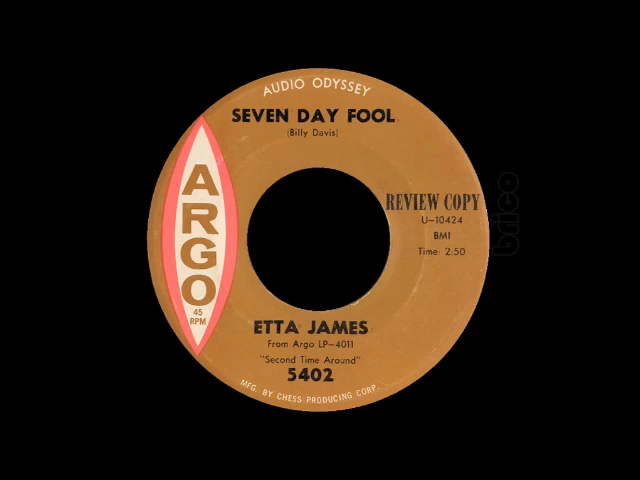 AUDIO ODYSSEY
SEVEN DAY FOOL
(Billy Davis)
ARGO
45
RPM
REVIEW COPY
U-10424
BMI
Time: 2:50
brico
ETTA JAMES
From Argo LP-4011
"Second Time Around"
5402
MFG. BY CHESS PRODUCING CORP.